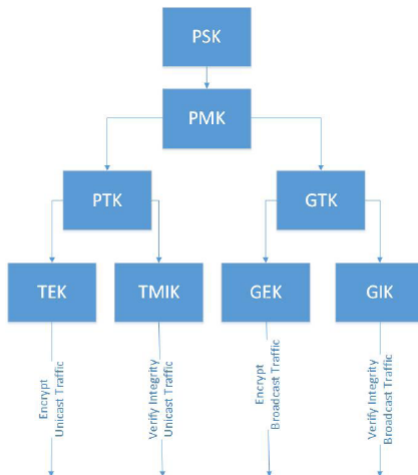 PSK
PMK
PTK
GTK
TEK
TMIK
GEK
GIK
Encrypt
Unicast Traffic
Verify Integrity
Unicast Traffic
Encrypt
Broadcast Traffic
Verify Integrity
Broadcast Traffic